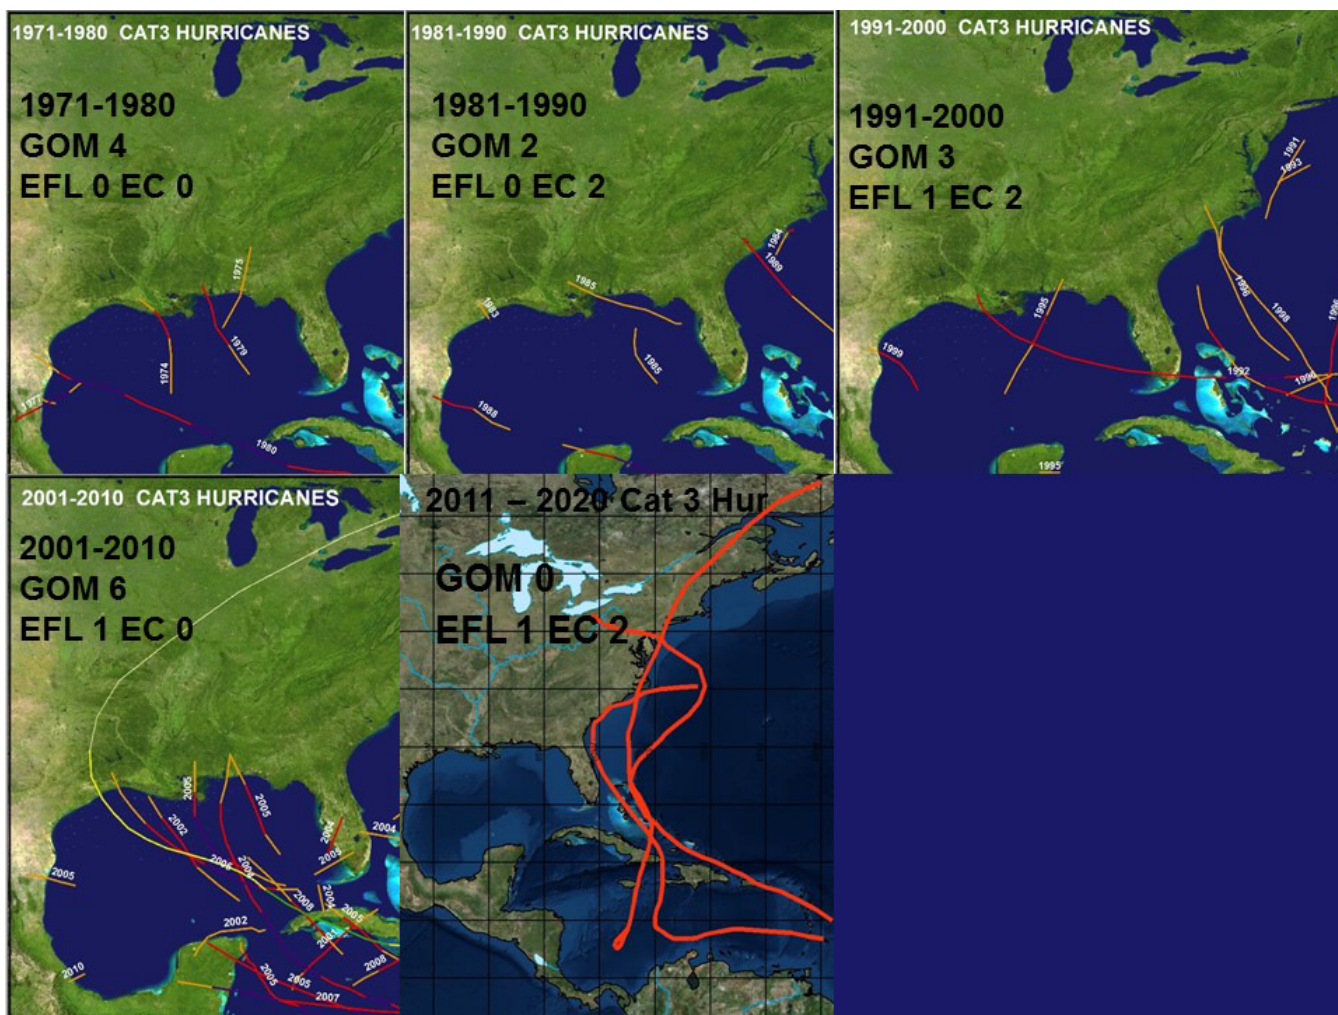 1971-1980 CAT3 HURRICANES
1971-1980
GOM 4
EFL 0 EC 0
1975
1979
1974
1977
1980
1981-1990 CAT3 HURRICANES
1981-1990
GOM 2
EFL 0 EC 2
1984
1989
1985
1983
1985
1988
1991-2000 CAT3 HURRICANES
1991-2000
GOM 3
EFL 1 EC 2
1991
1993
1996
1998
1996
1995
1999
1992
1996
1995
2001-2010 CAT3 HURRICANES
2001-2010
GOM 6
EFL 1 EC 0
2005
2002
2005
2004
2004
2005
2005
2008
2004
2005
2002
2001
2008
2005
2005
2010
2007
2011 – 2020 Cat 3 Hur
GOM 0
EFL 1 EC 2